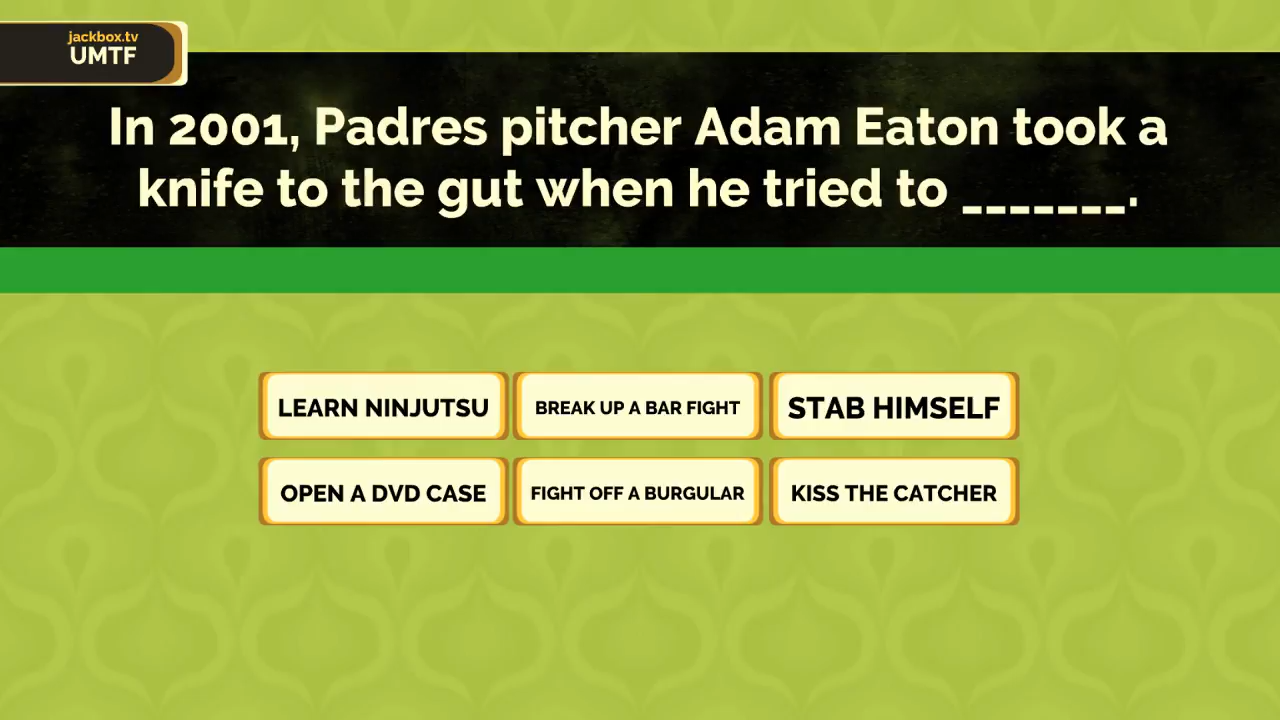 jackbox.tv
UMTF
In 2001, Padres pitcher Adam Eaton took a
knife to the gut when he tried to _______.
LEARN NINJUTSU
BREAK UP A BAR FIGHT
STAB HIMSELF
OPEN A DVD CASE
FIGHT OFF A BURGULAR
KISS THE CATCHER